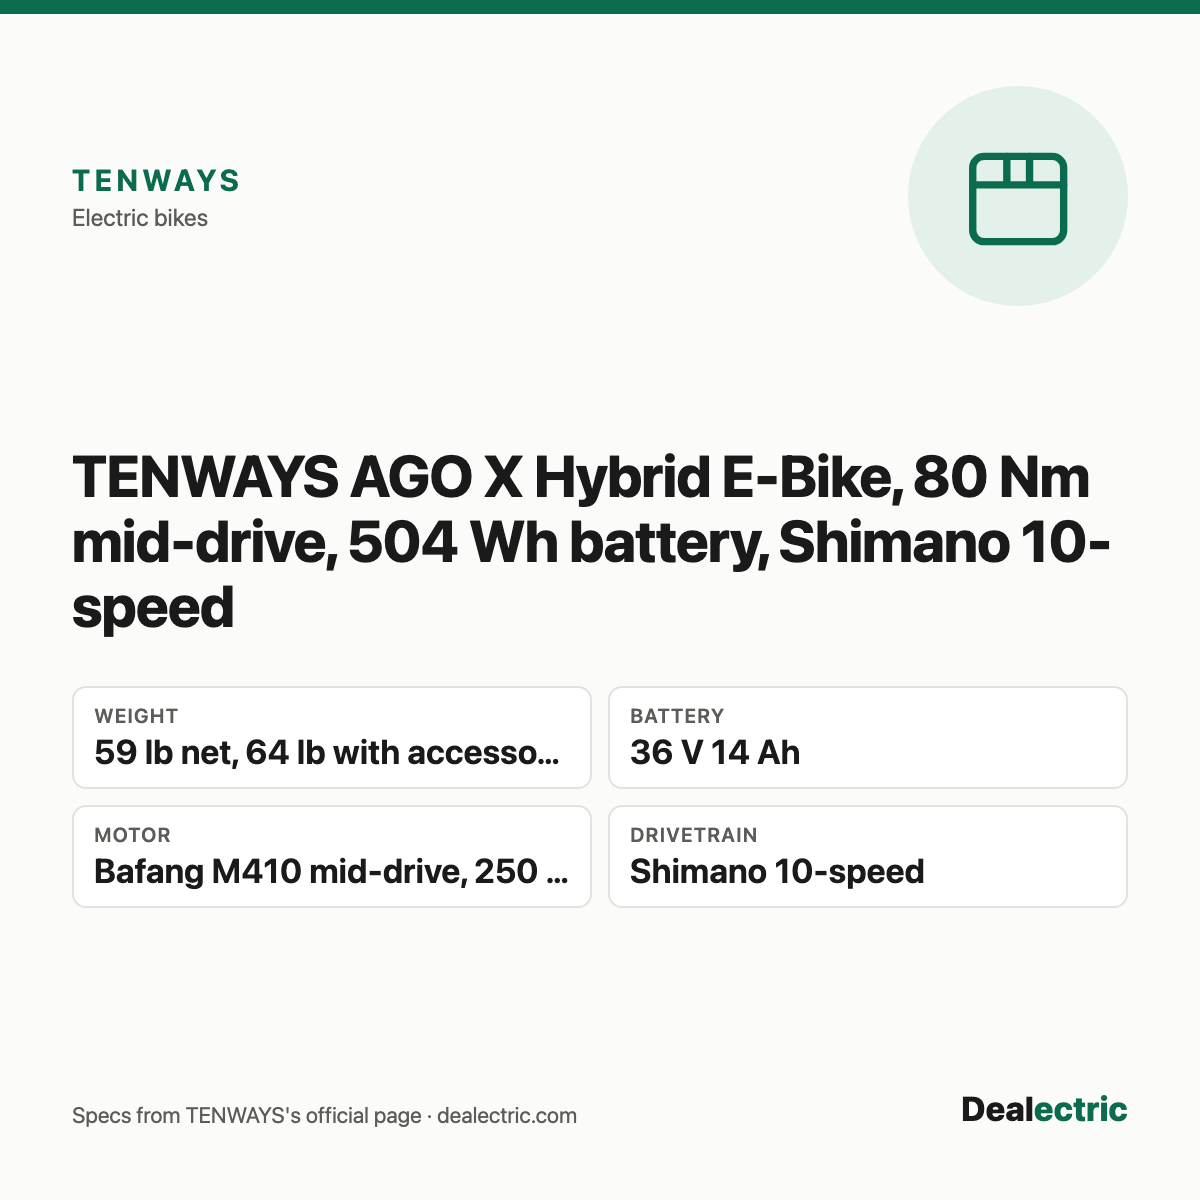 TENWAYS
Electric bikes
TENWAYS AGO X Hybrid E-Bike, 80 Nm
mid-drive, 504 Wh battery, Shimano 10-
speed
WEIGHT
59 lb net, 64 lb with accesso...
BATTERY
36 V 14 Ah
MOTOR
Bafang M410 mid-drive, 250 ...
DRIVETRAIN
Shimano 10-speed
Specs from TENWAYS's official page · dealectric.com
Dealectric